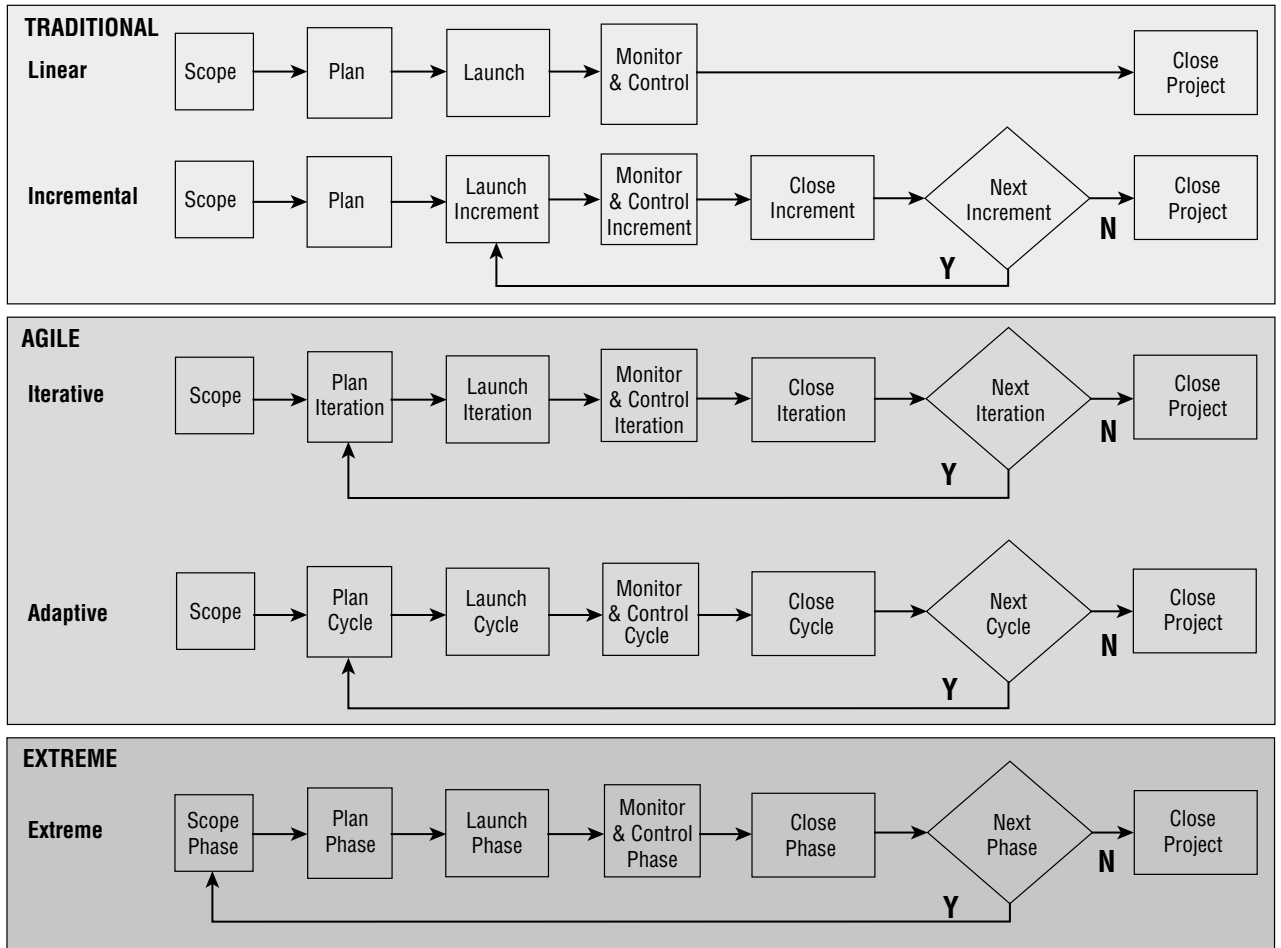 TRADITIONAL
Linear
Scope
Plan
Launch
Monitor
& Control
Close
Project
Incremental
Scope
Plan
Launch
Increment
Monitor
& Control
Increment
Close
Increment
Next
Increment
N
Close
Project
Y
AGILE
Iterative
Scope
Plan
Iteration
Launch
Iteration
Monitor
& Control
Iteration
Close
Iteration
Next
Iteration
N
Close
Project
Y
Adaptive
Scope
Plan
Cycle
Launch
Cycle
Monitor
& Control
Cycle
Close
Cycle
Next
Cycle
N
Close
Project
Y
EXTREME
Extreme
Scope
Phase
Plan
Phase
Launch
Phase
Monitor
& Control
Phase
Close
Phase
Next
Phase
N
Close
Project
Y